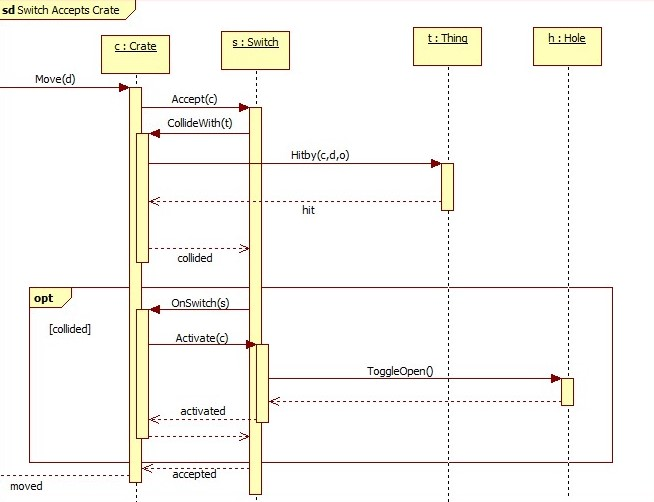 sd Switch Accepts Crate
c : Crate
s : Switch
t : Thing
h : Hole
Move(d)
Accept(c)
CollideWith(t)
Hitby(c,d,o)
hit
collided
opt
[collided]
OnSwitch(s)
Activate(c)
ToggleOpen()
activated
accepted
moved